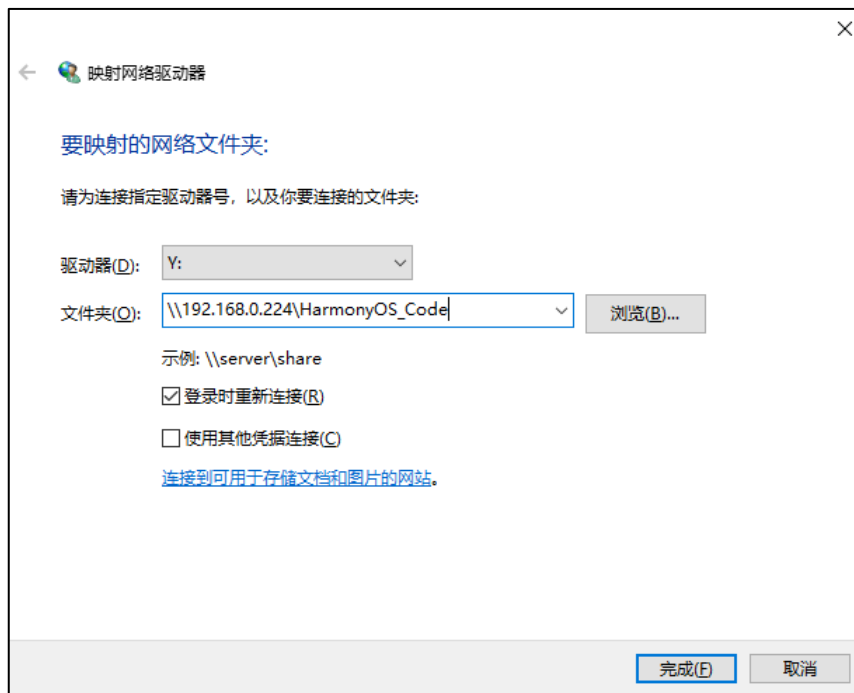 映射网络驱动器
要映射的网络文件夹:
请为连接指定驱动器号，以及你要连接的文件夹:
驱动器(D): Y:
文件夹(O): \\192.168.0.224\HarmonyOS_Code 浏览(B)...
示例: \\server\share
登录时重新连接(R)
使用其他凭据连接(C)
连接到可用于存储文档和图片的网站。
完成(F) 取消